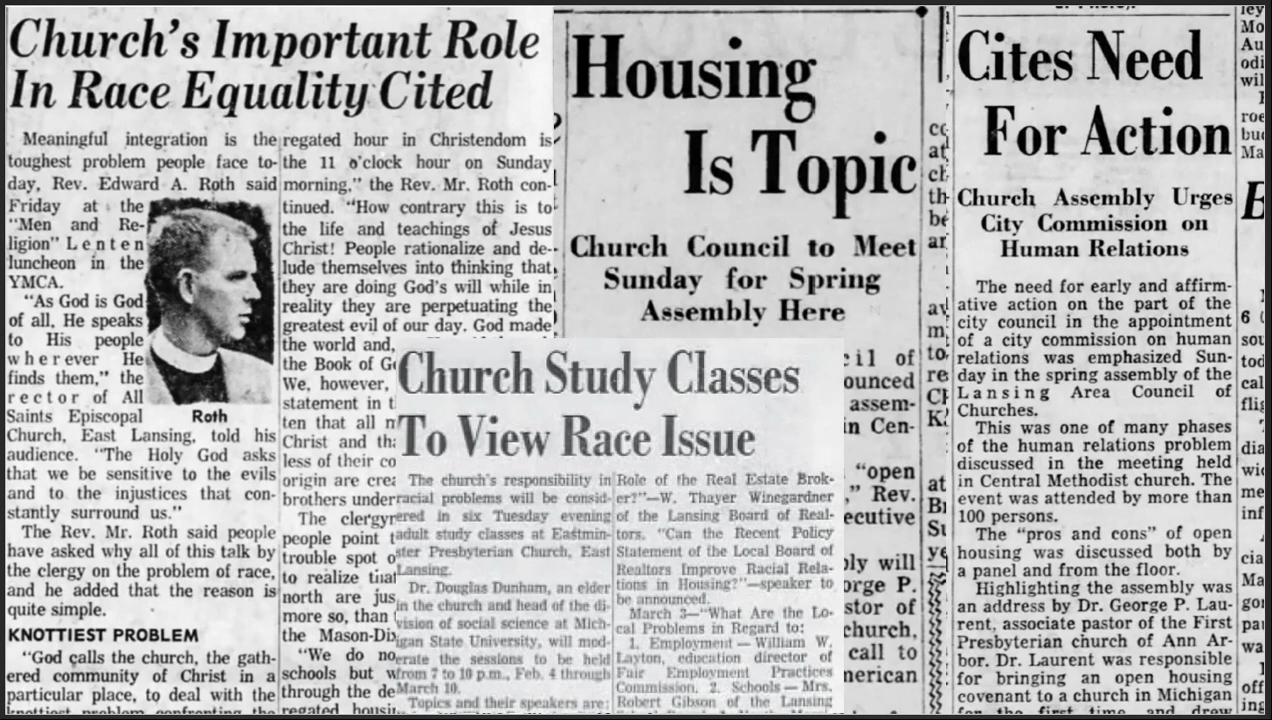 Church's Important Role
In Race Equality Cited
Meaningful integration is the
toughest problem people face to-
day, Rev. Edward A. Roth said
Friday at the
"Men and Re-
ligion" Lenten
luncheon in the
YMCA.
"As God is God
of all, He speaks
to His people
wherever He
finds them," the
rector of All
Saints Episcopal
Roth
Church, East Lansing, told his
audience. "The Holy God asks
that we be sensitive to the evils
and to the injustices that con-
stantly surround us."
The Rev. Mr. Roth said people
have asked why all of this talk by
the clergy on the problem of race,
and he added that the reason is
quite simple.
KNOTTIEST PROBLEM
"God calls the church, the gath-
ered community of Christ in a
particular place, to deal with the
knottiest problem confronting the
regated hour in Christendom is
the 11 o'clock hour on Sunday
morning," the Rev. Mr. Roth con-
tinued. "How contrary this is to
the life and teachings of Jesus
Christ! People rationalize and de-
lude themselves into thinking that
they are doing God's will while in
reality they are perpetuating the
greatest evil of our day. God made
the world and,
the Book of
We, however,
statement in
ten that all
Christ and
less of their
origin are
brothers under
The clergy
people point
trouble spot
to realize that
north are jus
more so, than
the Mason-Dix
"We do no
schools but w
through the de
regated housin
Housing
Is Topic
Church Council to Meet
Sunday for Spring
Assembly Here
cil of
ounced
assem-
in Cen-
"open
," Rev.
ecutive
bly will
orge P.
stor of
church,
call to
merican
Church Study Classes
To View Race Issue
The church's responsibility in
racial problems will be consid-
ered in six Tuesday evening
adult study classes at Eastmin-
ster Presbyterian Church, East
Lansing.
Dr. Douglas Dunham, an elder
in the church and head of the di-
vision of social science at Mich-
igan State University, will mod-
erate the sessions to be held
from 7 to 10 p.m., Feb. 4 through
March 10.
Topics and their speakers are:
Role of the Real Estate Brok-
er?"—W. Thayer Winegardner
of the Lansing Board of Real-
tors. "Can the Recent Policy
Statement of the Local Board of
Realtors Improve Racial Rela-
tions in Housing?"—speaker to
be announced.
March 3—"What Are the Lo-
cal Problems in Regard to:
1. Employment — William W.
Layton, education director of
Fair Employment Practices
Commission. 2. Schools — Mrs.
Robert Gibson of the Lansing
Cites Need
For Action
Church Assembly Urges
City Commission on
Human Relations
The need for early and affirm-
ative action on the part of the
city council in the appointment
of a city commission on human
relations was emphasized Sun-
day in the spring assembly of the
Lansing Area Council of
Churches.
This was one of many phases
of the human relations problem
discussed in the meeting held
in Central Methodist church. The
event was attended by more than
100 persons.
The "pros and cons" of open
housing was discussed both by
a panel and from the floor.
Highlighting the assembly was
an address by Dr. George P. Lau-
rent, associate pastor of the First
Presbyterian church of Ann Ar-
bor. Dr. Laurent was responsible
for bringing an open housing
covenant to a church in Michigan
for the first time and drew